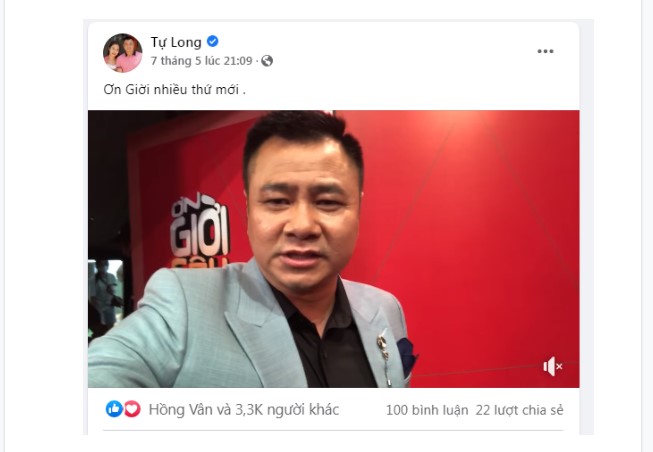 Tự Long
7 tháng 5 lúc 21:09 ·
Ơn Giời nhiều thứ mới .
ƠN
GIỜI
CẬU
Hồng Vân và 3,3K người khác
100 bình luận 22 lượt chia sẻ